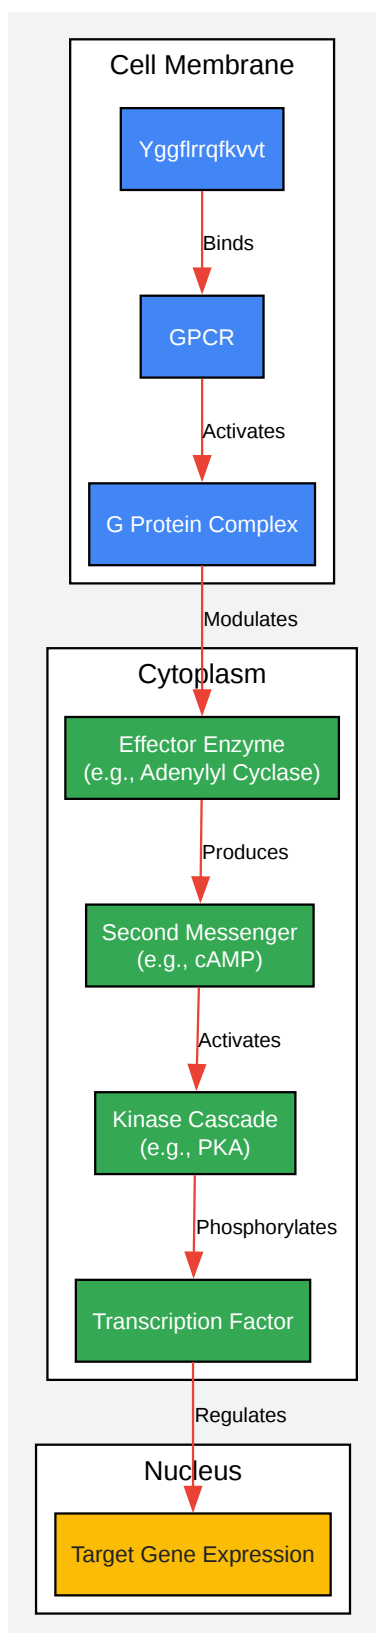 Cell Membrane
Yggflrrqfkvvt
Binds
GPCR
Activates
G Protein Complex
Modulates
Cytoplasm
Effector Enzyme
(e.g., Adenylyl Cyclase)
Produces
Second Messenger
(e.g., cAMP)
Activates
Kinase Cascade
(e.g., PKA)
Phosphorylates
Transcription Factor
Regulates
Nucleus
Target Gene Expression